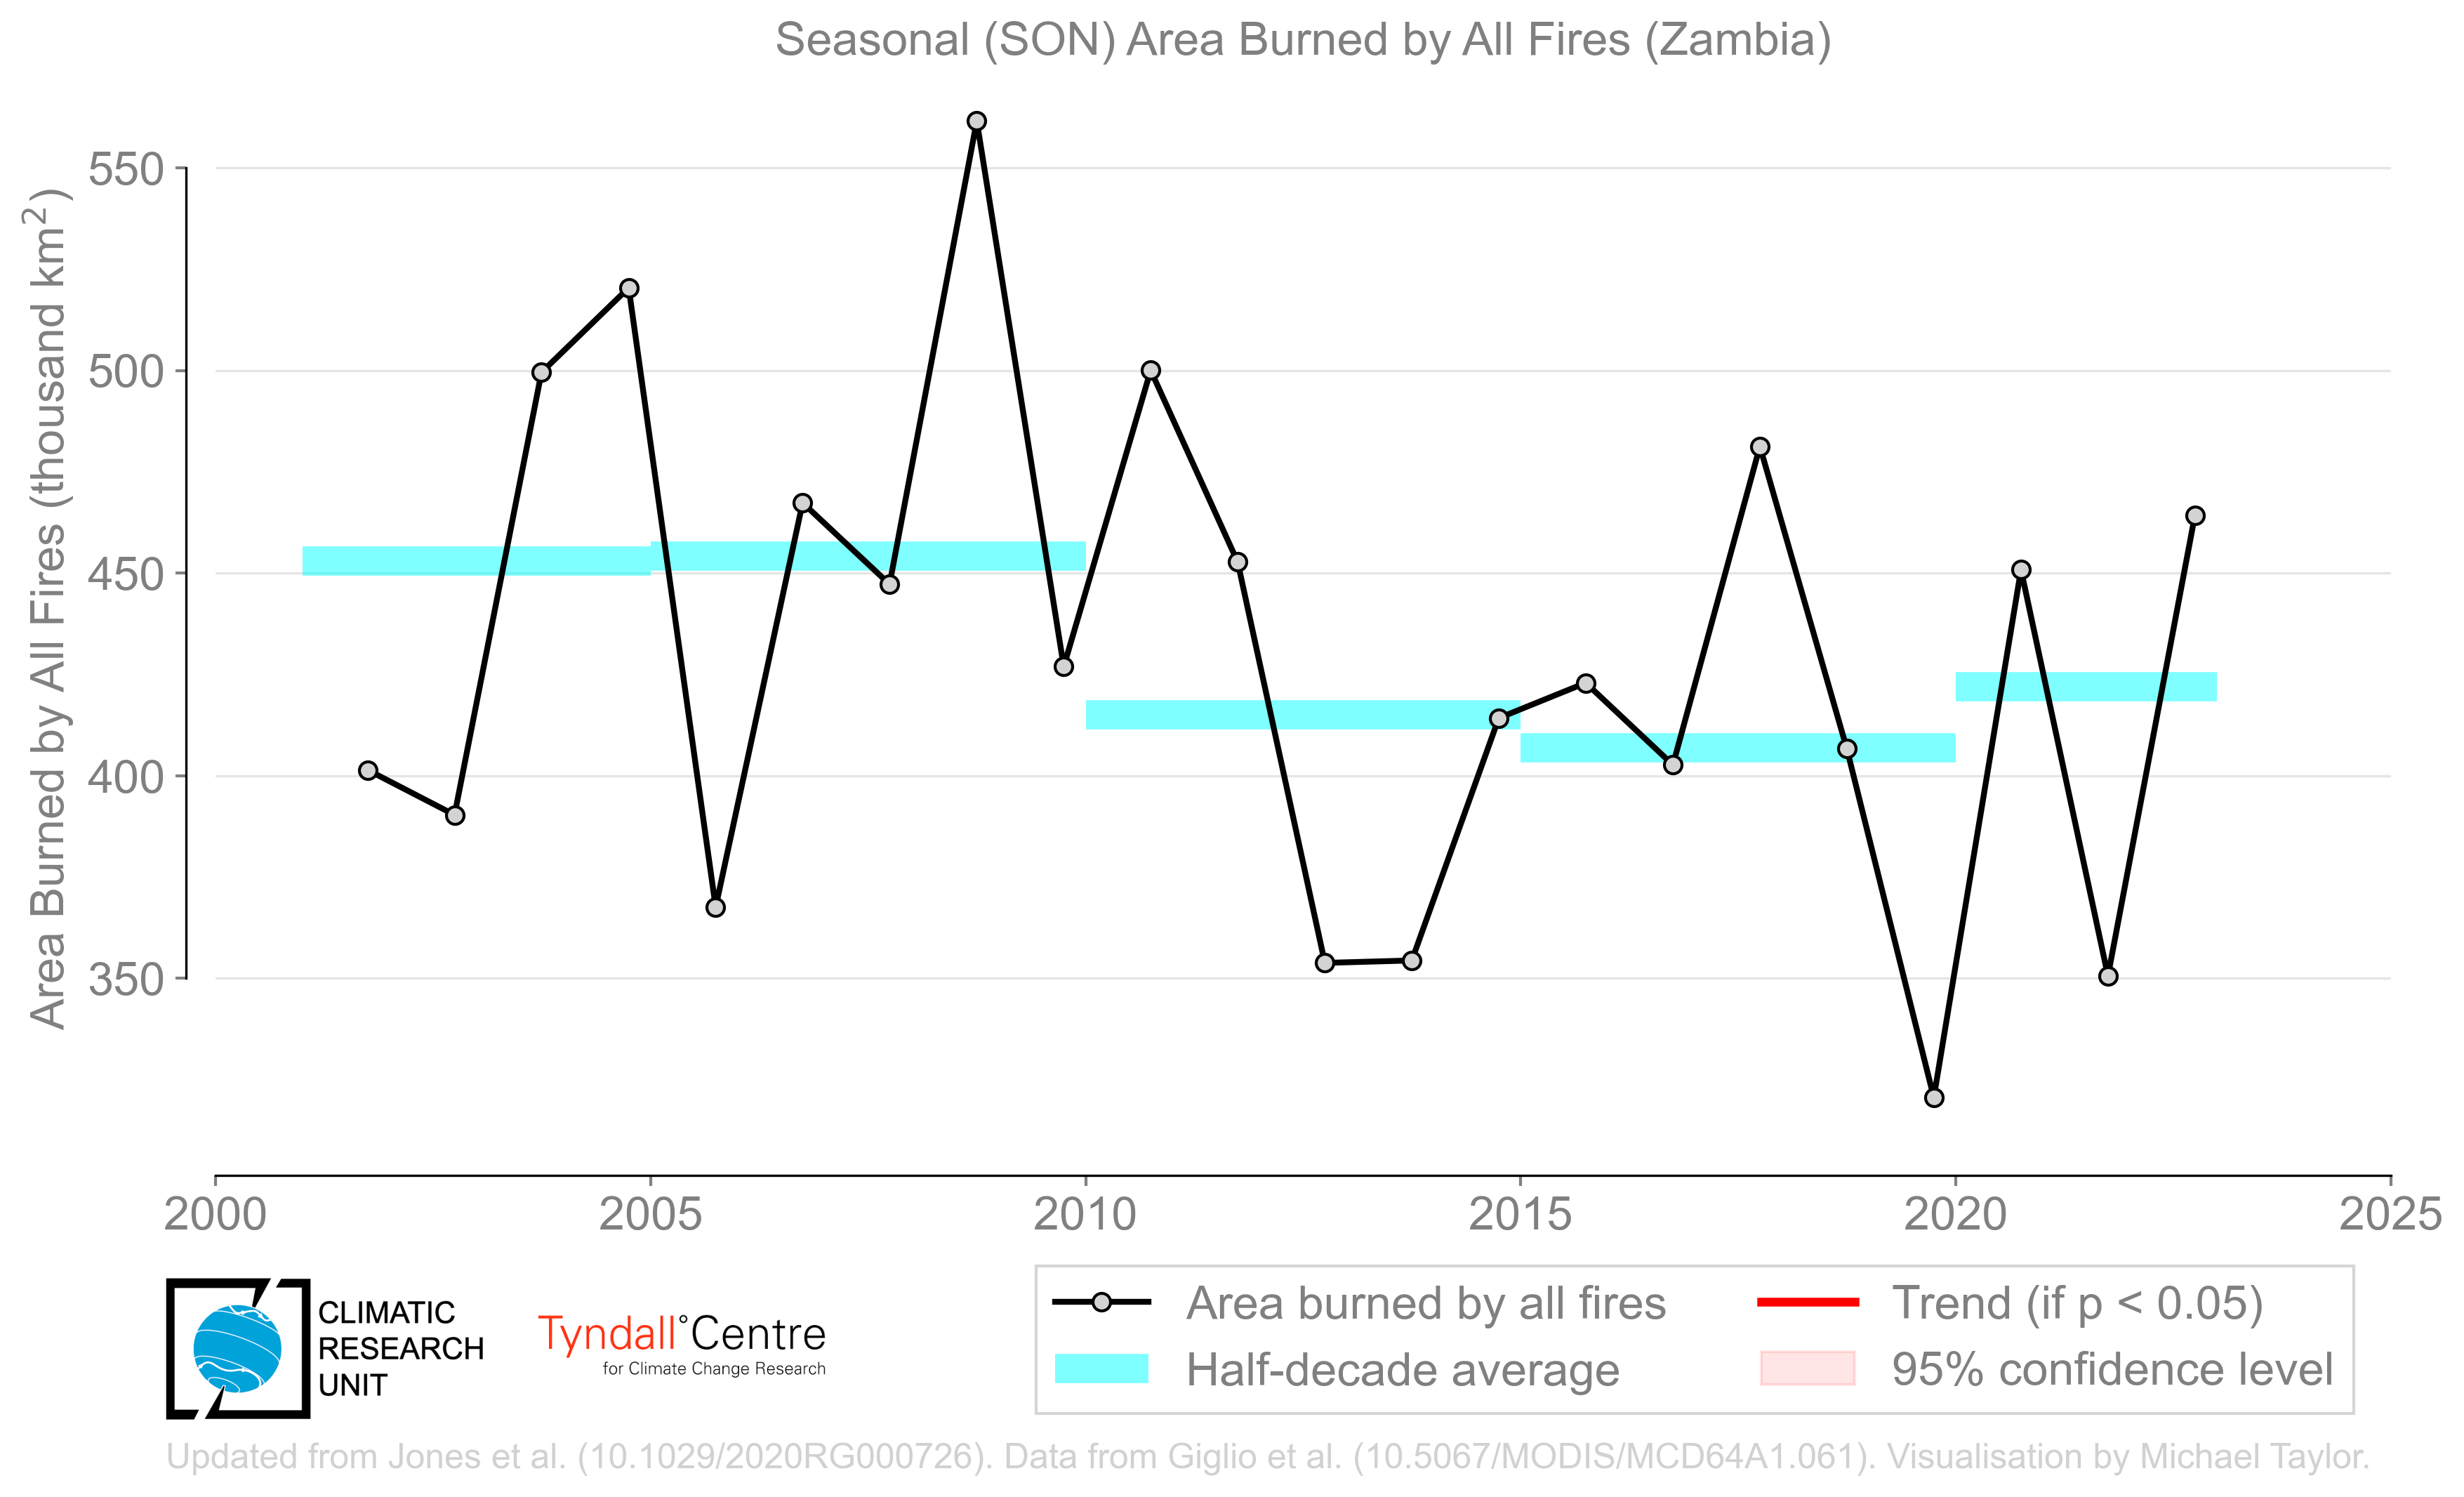 Seasonal (SON) Area Burned by All Fires (Zambia)
Area Burned by All Fires (thousand km²)
550
500
450
400
350
2000 2005 2010 2015 2020 2025
Area burned by all fires
Half-decade average
Trend (if p < 0.05)
95% confidence level
CLIMATIC
RESEARCH
UNIT
Tyndall°Centre
for Climate Change Research
Updated from Jones et al. (10.1029/2020RG000726). Data from Giglio et al. (10.5067/MODIS/MCD64A1.061). Visualisation by Michael Taylor.